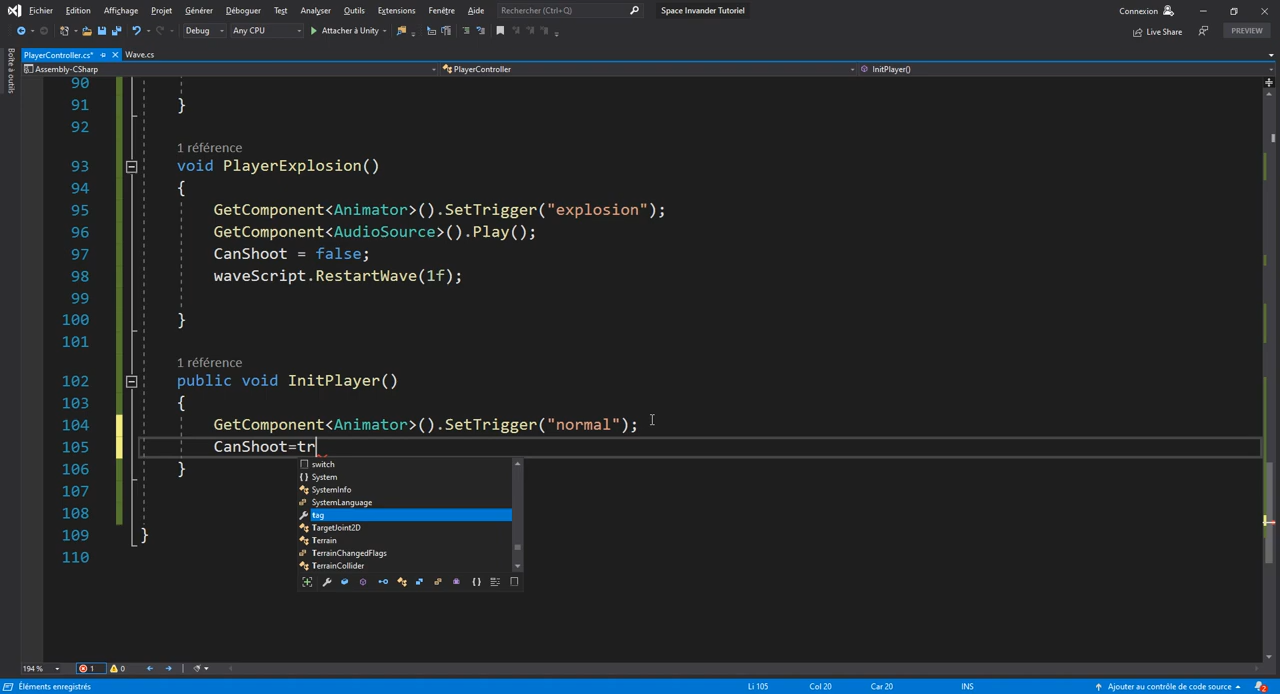 Fichier Edition Affichage Projet Générer Déboguer Test Analyser Outils Extensions Fenêtre Aide Rechercher (Ctrl+Q) Space Invander Tutoriel Connexion
Debug Any CPU Attacher à Unity Live Share PREVIEW
Boîte à outils
PlayerController.cs* Wave.cs
Assembly-CSharp PlayerController InitPlayer()
90
91 }
92
1 référence
93 void PlayerExplosion()
94 {
95 GetComponent<Animator>().SetTrigger("explosion");
96 GetComponent<AudioSource>().Play();
97 CanShoot = false;
98 waveScript.RestartWave(1f);
99
100 }
101
1 référence
102 public void InitPlayer()
103 {
104 GetComponent<Animator>().SetTrigger("normal");
105 CanShoot=tr
106 }
107
108
109 }
110
switch
{ } System
SystemInfo
SystemLanguage
tag
TargetJoint2D
Terrain
TerrainChangedFlags
TerrainCollider
194 % 1 0
Li 105 Col 20 Car 20 INS
Éléments enregistrés Ajouter au contrôle de code source 2